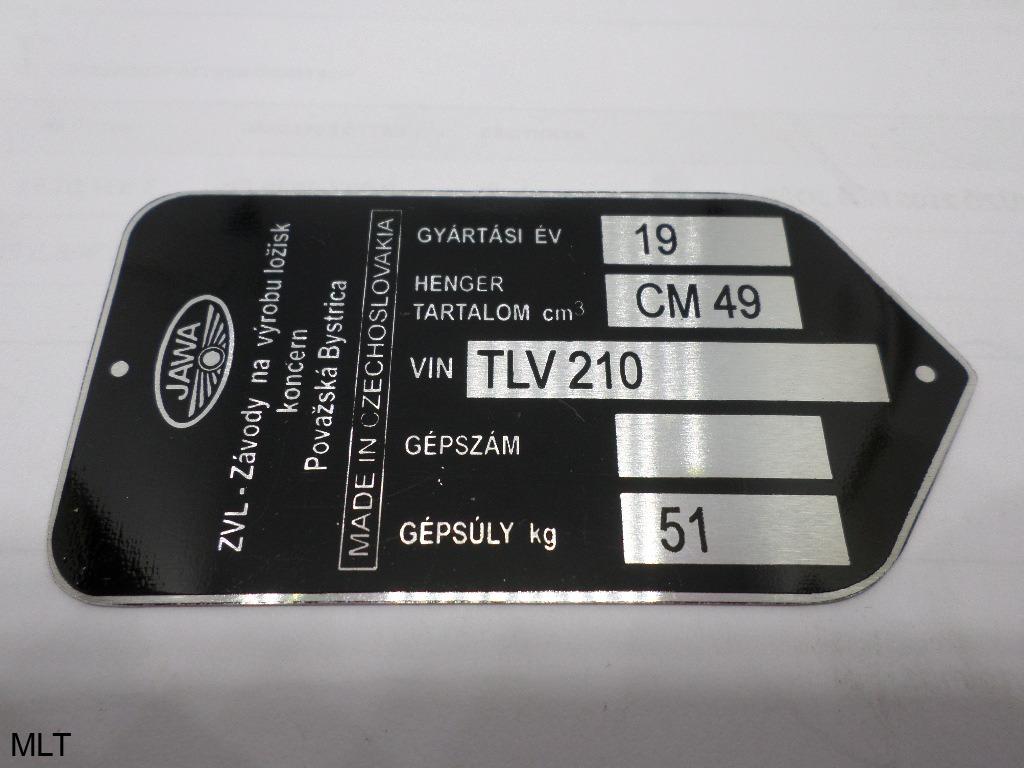 JAWA
ZVL - Závody na výrobu ložísk
koncern
Považská Bystrica
MADE IN CZECHOSLOVAKIA
GYÁRTÁSI ÉV 19
HENGER
TARTALOM cm³ CM 49
VIN TLV 210
GÉPSZÁM
GÉPSÚLY kg 51
MLT